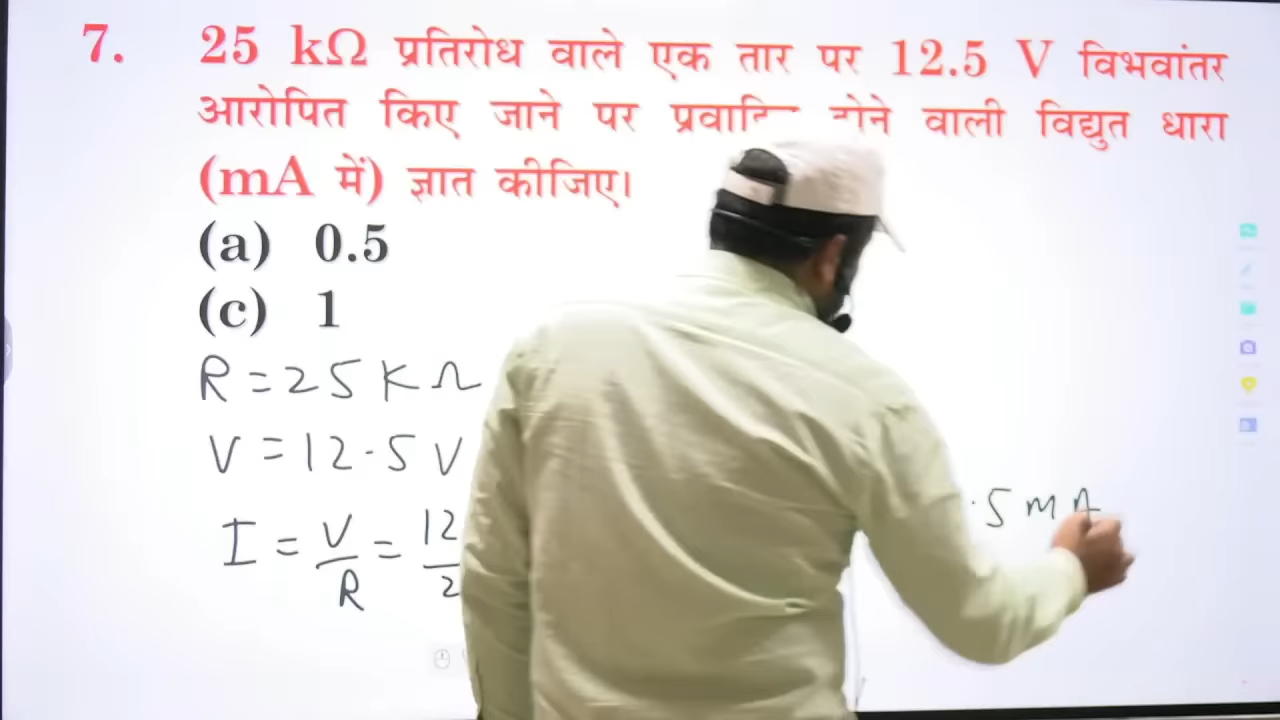 7. 25 kΩ प्रतिरोध वाले एक तार पर 12.5 V विभवांतर
आरोपित किए जाने पर होने वाली विद्युत धारा
(mA में) ज्ञात कीजिए।
(a) 0.5
(c) 1
R = 25 K Ω
V = 12.5 V
I = V/R = 12
.5 mA